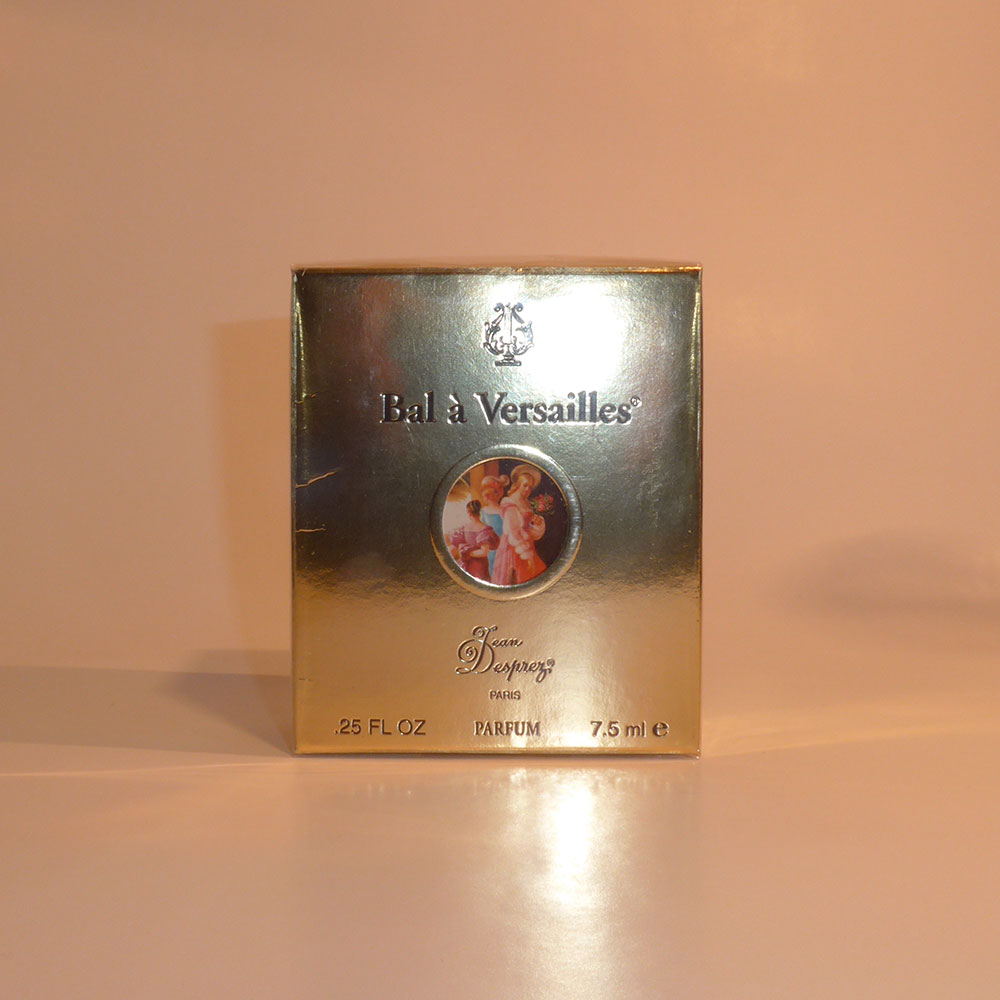 Bal à Versailles®
Jean
Desprez®
PARIS
.25 FL OZ PARFUM 7.5 ml ℮